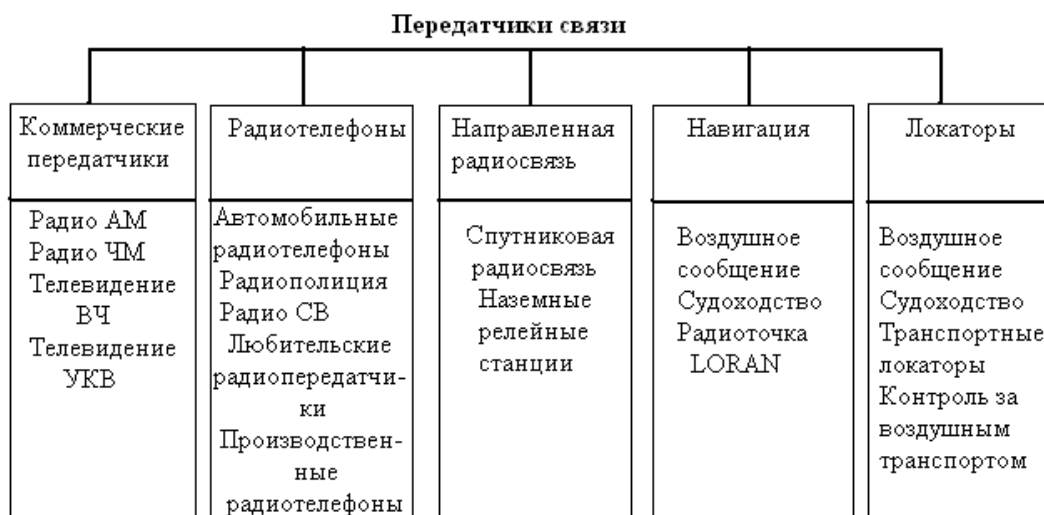 Передатчики связи
Коммерческие
передатчики
Радио АМ
Радио ЧМ
Телевидение
ВЧ
Телевидение
УКВ
Радиотелефоны
Автомобильные
радиотелефоны
Радиополиция
Радио СВ
Любительские
радиопередатчи-
ки
Производствен-
ные
радиотелефоны
Направленная
радиосвязь
Спутниковая
радиосвязь
Наземные
релейные
станции
Навигация
Воздушное
сообщение
Судоходство
Радиоточка
LORAN
Локаторы
Воздушное
сообщение
Судоходство
Транспортные
локаторы
Контроль за
воздушным
транспортом